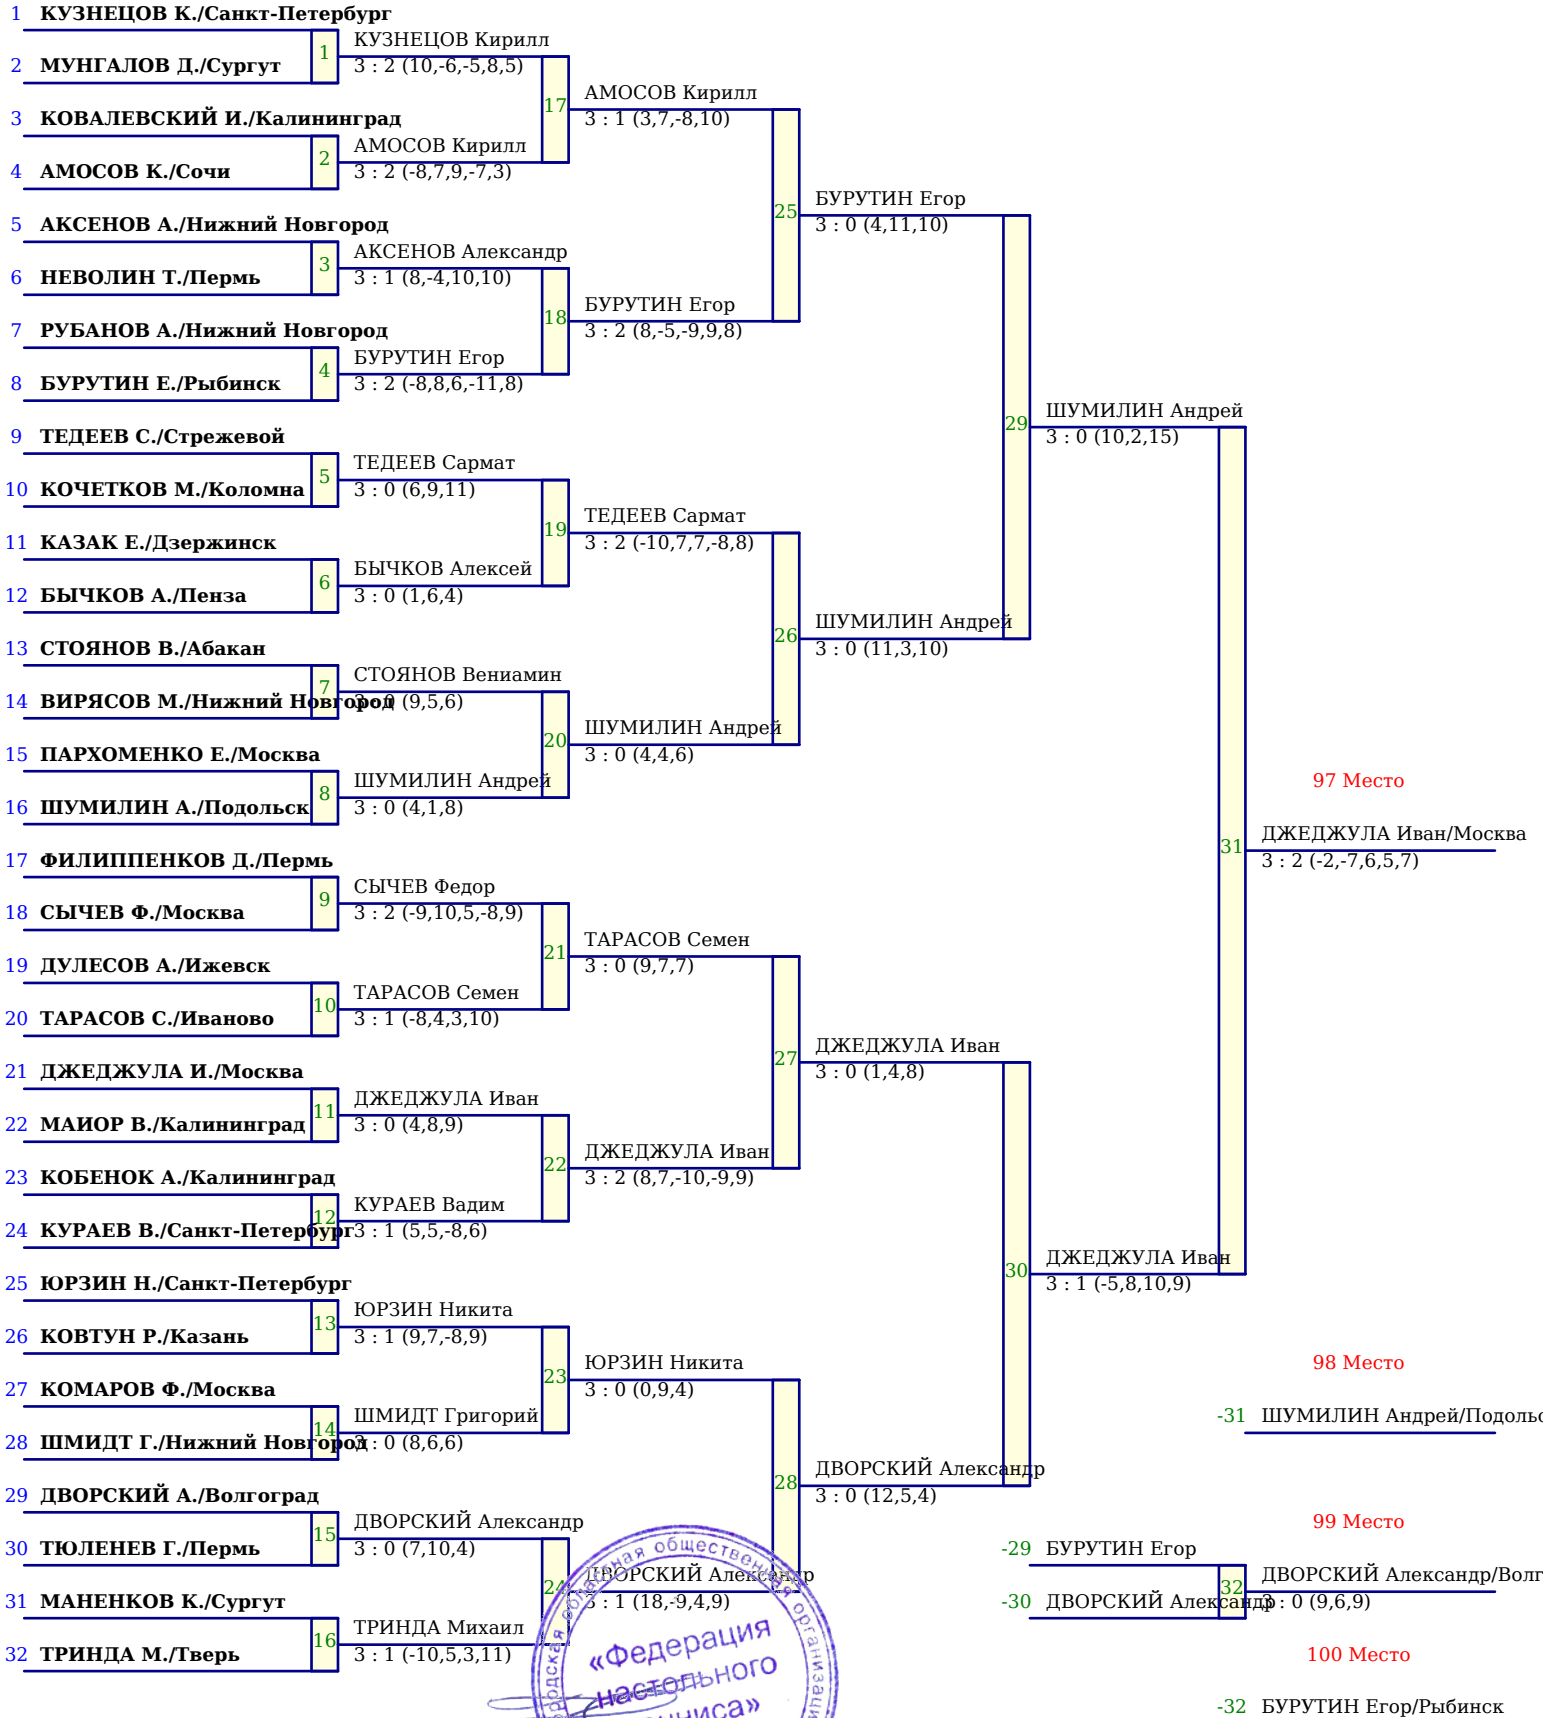 1 КУЗНЕЦОВ К./Санкт-Петербург
2 МУНГАЛОВ Д./Сургут
3 КОВАЛЕВСКИЙ И./Калининград
4 АМОСОВ К./Сочи
5 АКСЕНОВ А./Нижний Новгород
6 НЕВОЛИН Т./Пермь
7 РУБАНОВ А./Нижний Новгород
8 БУРУТИН Е./Рыбинск
9 ТЕДЕЕВ С./Стрежевой
10 КОЧЕТКОВ М./Коломна
11 КАЗАК Е./Дзержинск
12 БЫЧКОВ А./Пенза
13 СТОЯНОВ В./Абакан
14 ВИРЯСОВ М./Нижний Новгород
15 ПАРХОМЕНКО Е./Москва
16 ШУМИЛИН А./Подольск
17 ФИЛИППЕНКОВ Д./Пермь
18 СЫЧЕВ Ф./Москва
19 ДУЛЕСОВ А./Ижевск
20 ТАРАСОВ С./Иваново
21 ДЖЕДЖУЛА И./Москва
22 МАИОР В./Калининград
23 КОБЕНОК А./Калининград
24 КУРАЕВ В./Санкт-Петербург
25 ЮРЗИН Н./Санкт-Петербург
26 КОВТУН Р./Казань
27 КОМАРОВ Ф./Москва
28 ШМИДТ Г./Нижний Новгород
29 ДВОРСКИЙ А./Волгоград
30 ТЮЛЕНЕВ Г./Пермь
31 МАНЕНКОВ К./Сургут
32 ТРИНДА М./Тверь
1 КУЗНЕЦОВ Кирилл
3 : 2 (10,-6,-5,8,5)
2 АМОСОВ Кирилл
3 : 2 (-8,7,9,-7,3)
3 АКСЕНОВ Александр
3 : 1 (8,-4,10,10)
4 БУРУТИН Егор
3 : 2 (-8,8,6,-11,8)
5 ТЕДЕЕВ Сармат
3 : 0 (6,9,11)
6 БЫЧКОВ Алексей
3 : 0 (1,6,4)
7 СТОЯНОВ Вениамин
3 : 0 (9,5,6)
8 ШУМИЛИН Андрей
3 : 0 (4,1,8)
9 СЫЧЕВ Федор
3 : 2 (-9,10,5,-8,9)
10 ТАРАСОВ Семен
3 : 1 (-8,4,3,10)
11 ДЖЕДЖУЛА Иван
3 : 0 (4,8,9)
12 КУРАЕВ Вадим
3 : 1 (5,5,-8,6)
13 ЮРЗИН Никита
3 : 1 (9,7,-8,9)
14 ШМИДТ Григорий
3 : 0 (8,6,6)
15 ДВОРСКИЙ Александр
3 : 0 (7,10,4)
16 ТРИНДА Михаил
3 : 1 (-10,5,3,11)
17 АМОСОВ Кирилл
3 : 1 (3,7,-8,10)
18 БУРУТИН Егор
3 : 2 (8,-5,-9,9,8)
19 ТЕДЕЕВ Сармат
3 : 2 (-10,7,7,-8,8)
20 ШУМИЛИН Андрей
3 : 0 (4,4,6)
21 ТАРАСОВ Семен
3 : 0 (9,7,7)
22 ДЖЕДЖУЛА Иван
3 : 2 (8,7,-10,-9,9)
23 ЮРЗИН Никита
3 : 0 (0,9,4)
24 ДВОРСКИЙ Александр
3 : 1 (18,-9,4,9)
25 БУРУТИН Егор
3 : 0 (4,11,10)
26 ШУМИЛИН Андрей
3 : 0 (11,3,10)
27 ДЖЕДЖУЛА Иван
3 : 0 (1,4,8)
28 ДВОРСКИЙ Александр
3 : 0 (12,5,4)
29 ШУМИЛИН Андрей
3 : 0 (10,2,15)
30 ДЖЕДЖУЛА Иван
3 : 1 (-5,8,10,9)
97 Место
31 ДЖЕДЖУЛА Иван/Москва
3 : 2 (-2,-7,6,5,7)
98 Место
-31 ШУМИЛИН Андрей/Подольс
99 Место
-29 БУРУТИН Егор
-30 ДВОРСКИЙ Александр
32 ДВОРСКИЙ Александр/Волг
3 : 0 (9,6,9)
100 Место
-32 БУРУТИН Егор/Рыбинск
областная общественная
«Федерация
настольного